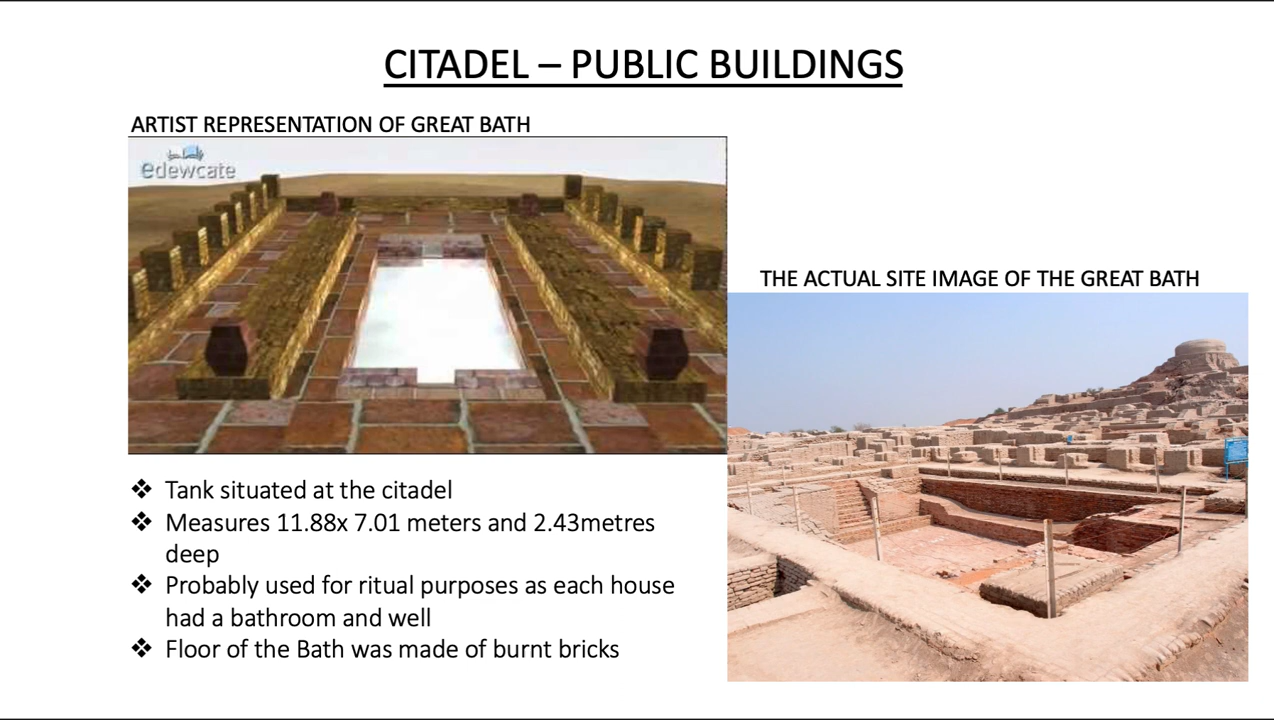 CITADEL – PUBLIC BUILDINGS
ARTIST REPRESENTATION OF GREAT BATH
edewcate
THE ACTUAL SITE IMAGE OF THE GREAT BATH
❖ Tank situated at the citadel
❖ Measures 11.88x 7.01 meters and 2.43metres
deep
❖ Probably used for ritual purposes as each house
had a bathroom and well
❖ Floor of the Bath was made of burnt bricks